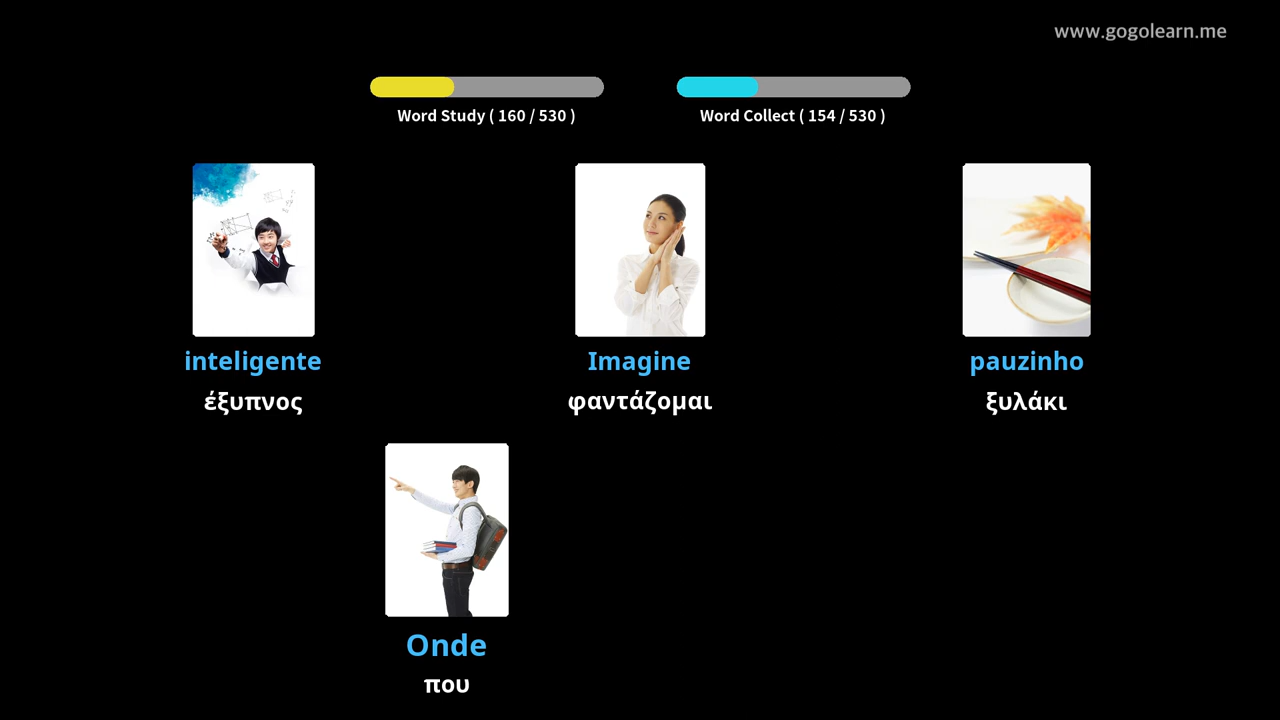 www.gogolearn.me
Word Study ( 160 / 530 )
Word Collect ( 154 / 530 )
inteligente
Imagine
pauzinho
έξυπνος
φαντάζομαι
ξυλάκι
Onde
που